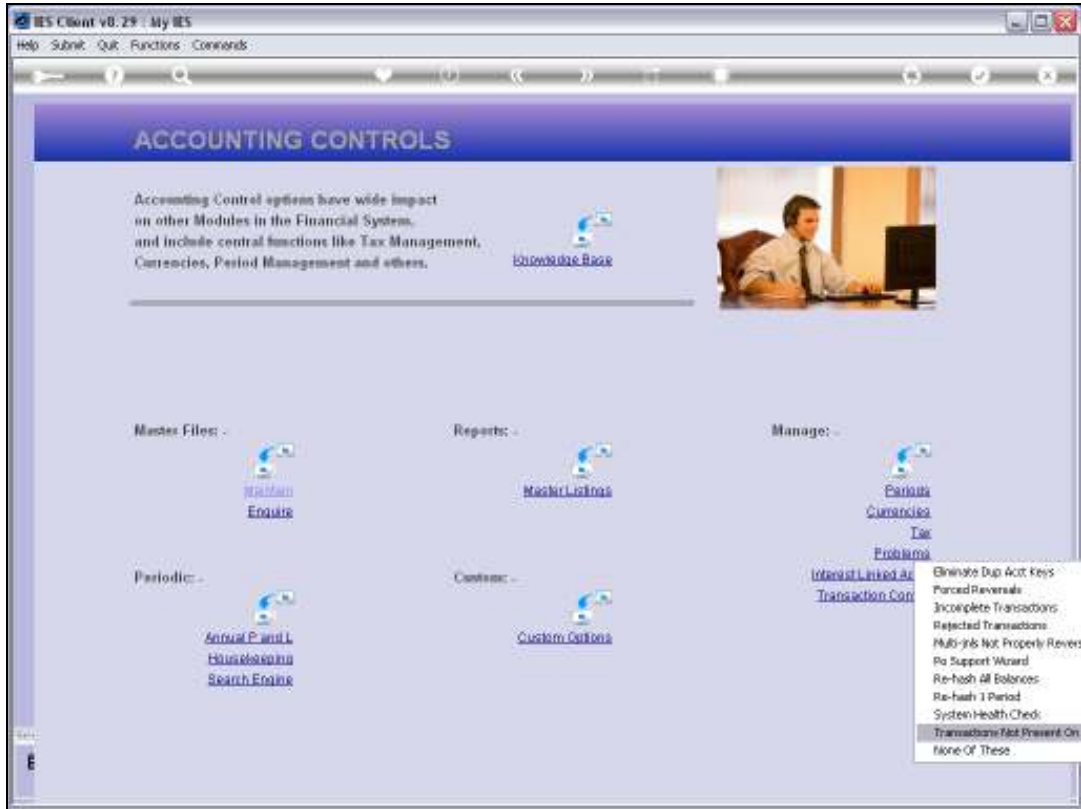 IES Client v8.29 : My IES
Help Submit Quit Functions Commands
ACCOUNTING CONTROLS
Accounting Control options have wide impact
on other Modules in the Financial System,
and include central functions like Tax Management,
Currencies, Period Management and others.
Knowledge Base
Master Files: -
Maintain
Enquire
Reports: -
Master Listings
Manage: -
Periods
Currencies
Tax
Problems
Interest Linked Ac
Transaction Con
Periodic: -
Annual P and L
Housekeeping
Search Engine
Custom: -
Custom Options
Eliminate Dup Acct Keys
Forced Reversals
Incomplete Transactions
Rejected Transactions
Multi-jnls Not Properly Revers
Po Support Wizard
Re-hash All Balances
Re-hash 1 Period
System Health Check
Transactions Not Present On
None Of These